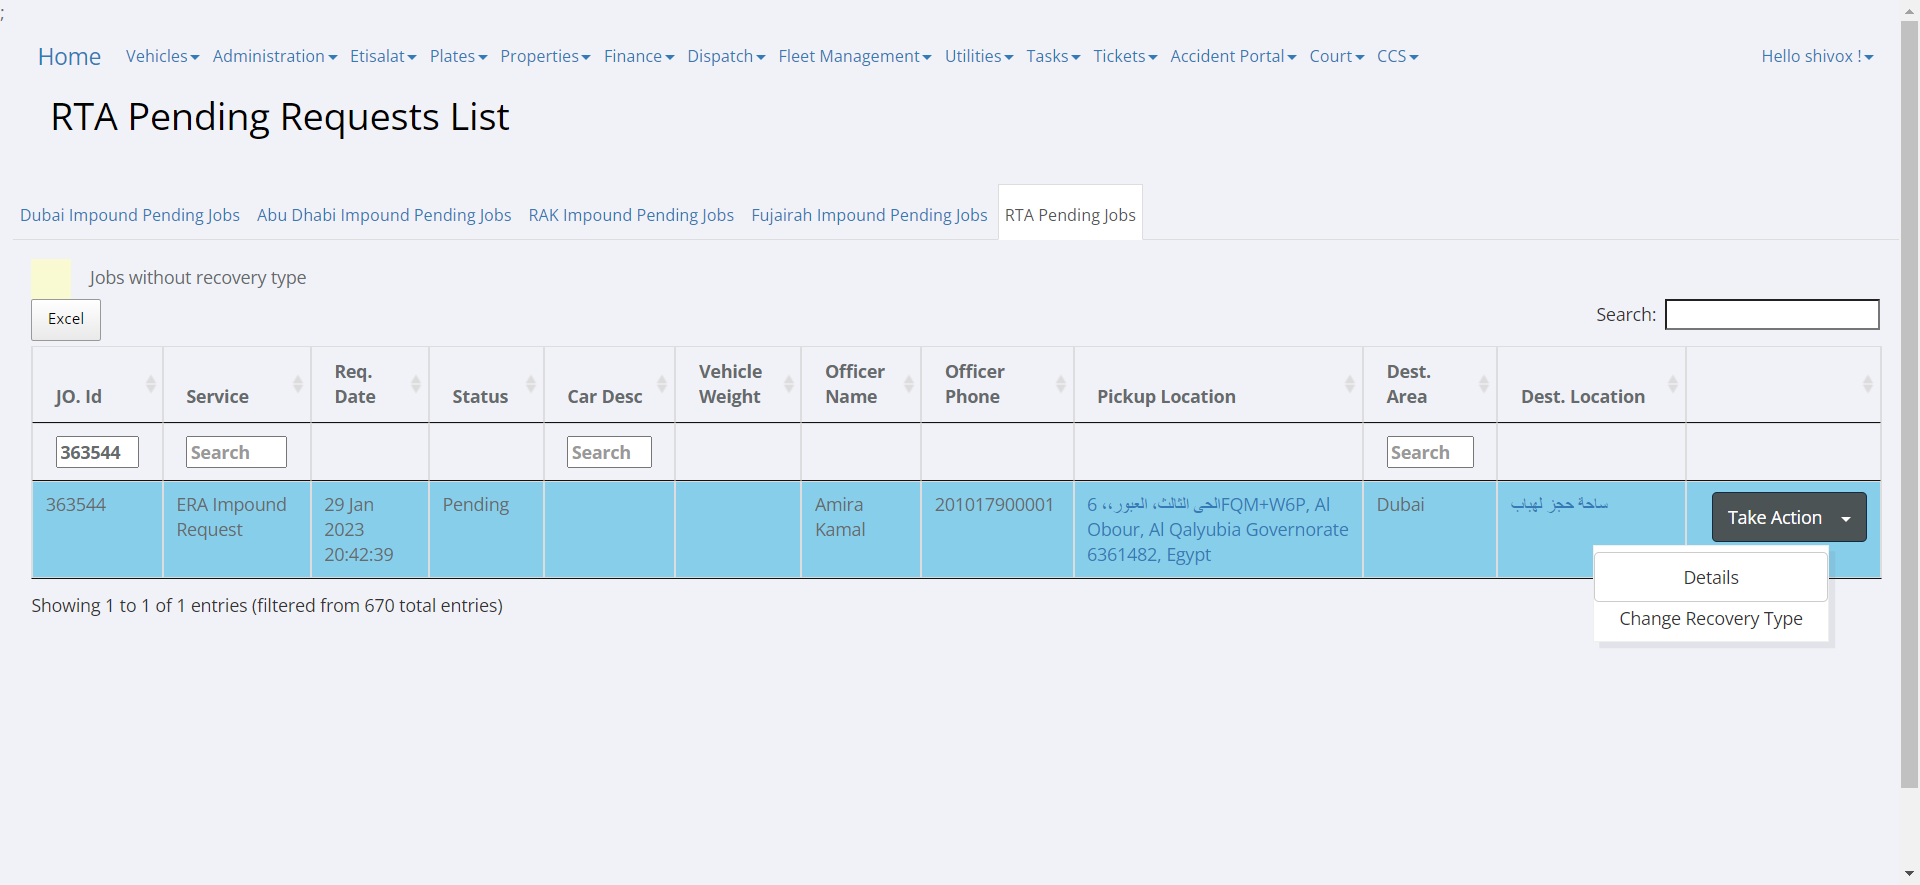 ;
Home Vehicles Administration Etisalat Plates Properties Finance Dispatch Fleet Management Utilities Tasks Tickets Accident Portal Court CCS Hello shivox !
RTA Pending Requests List
Dubai Impound Pending Jobs Abu Dhabi Impound Pending Jobs RAK Impound Pending Jobs Fujairah Impound Pending Jobs RTA Pending Jobs
Jobs without recovery type
Excel
Search:
JO. Id Service Req. Date Status Car Desc Vehicle Weight Officer Name Officer Phone Pickup Location Dest. Area Dest. Location
363544 Search Search Search
363544
ERA Impound
Request
29 Jan
2023
20:42:39
Pending
Amira
Kamal
201017900001
6 الحى الثالث، العبور،،FQM+W6P, Al
Obour, Al Qalyubia Governorate
6361482, Egypt
Dubai
ساحة حجز لهباب
Take Action
Details
Change Recovery Type
Showing 1 to 1 of 1 entries (filtered from 670 total entries)